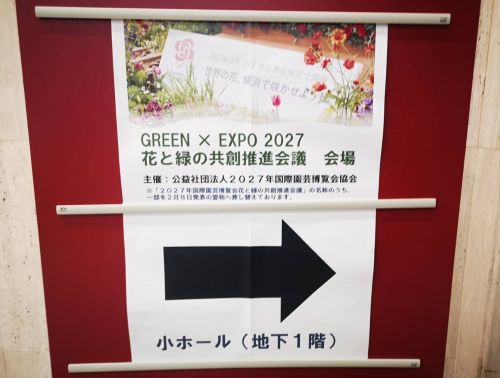 世界の花、横浜で咲かせよう
GREEN × EXPO 2027
花と緑の共創推進会議 会場
主催：公益社団法人2027年国際園芸博覧会協会
※「2027年国際園芸博覧会花と緑の共創推進会議」の名称のうち、
一部を2月8日発表の愛称へ差し替えております。
小ホール（地下1階）